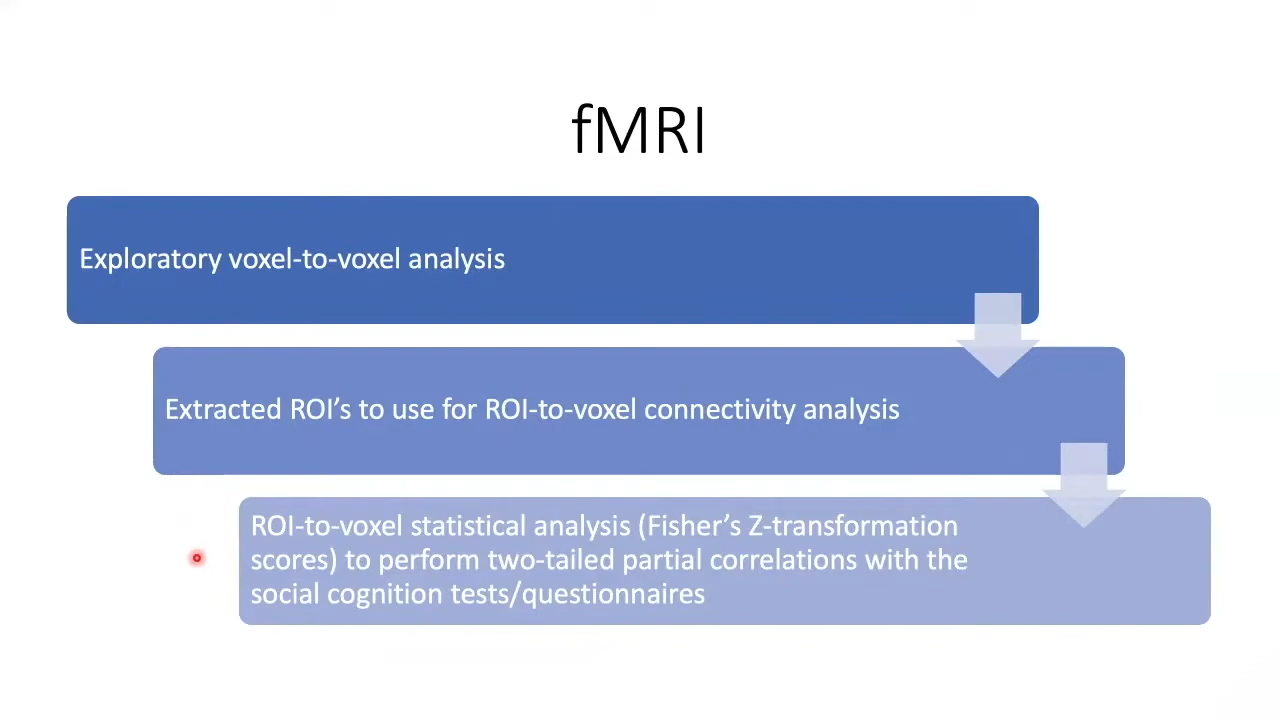 fMRI
Exploratory voxel-to-voxel analysis
Extracted ROI’s to use for ROI-to-voxel connectivity analysis
ROI-to-voxel statistical analysis (Fisher’s Z-transformation
scores) to perform two-tailed partial correlations with the
social cognition tests/questionnaires